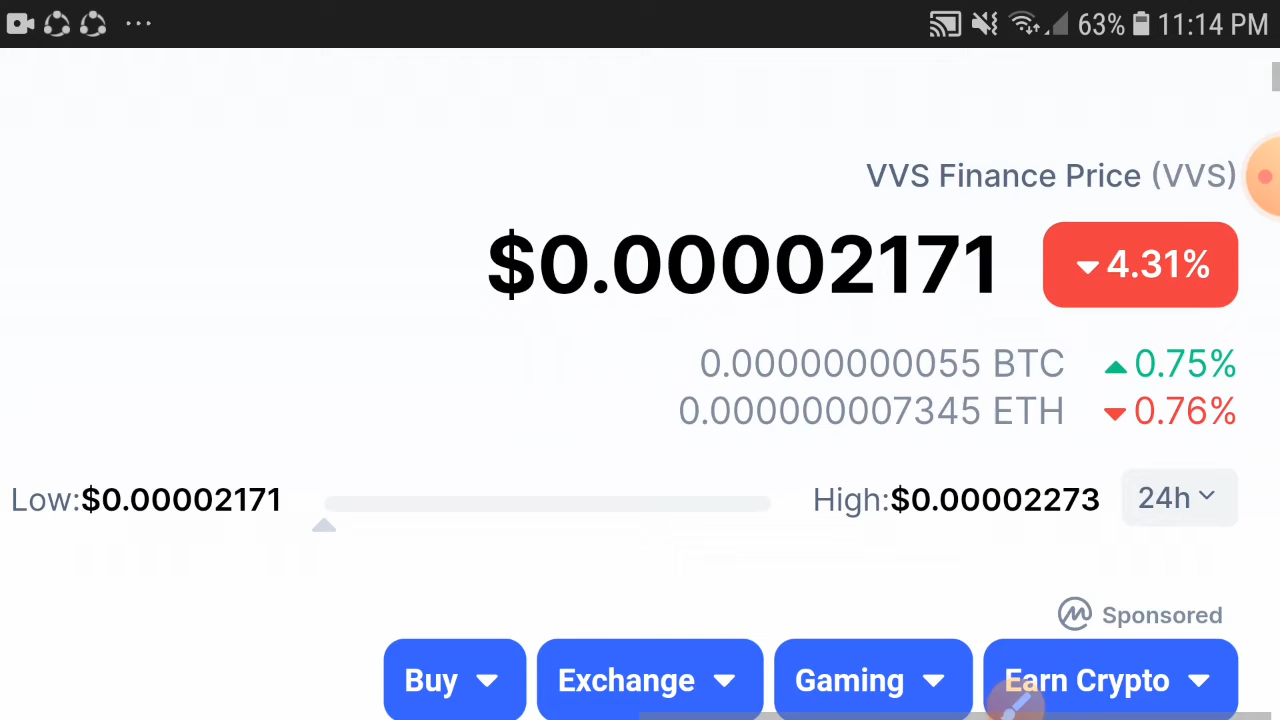 63% 11:14 PM
VVS Finance Price (VVS)
$0.00002171 4.31%
0.00000000055 BTC 0.75%
0.000000007345 ETH 0.76%
Low:$0.00002171 High:$0.00002273 24h
Sponsored
Buy Exchange Gaming Earn Crypto